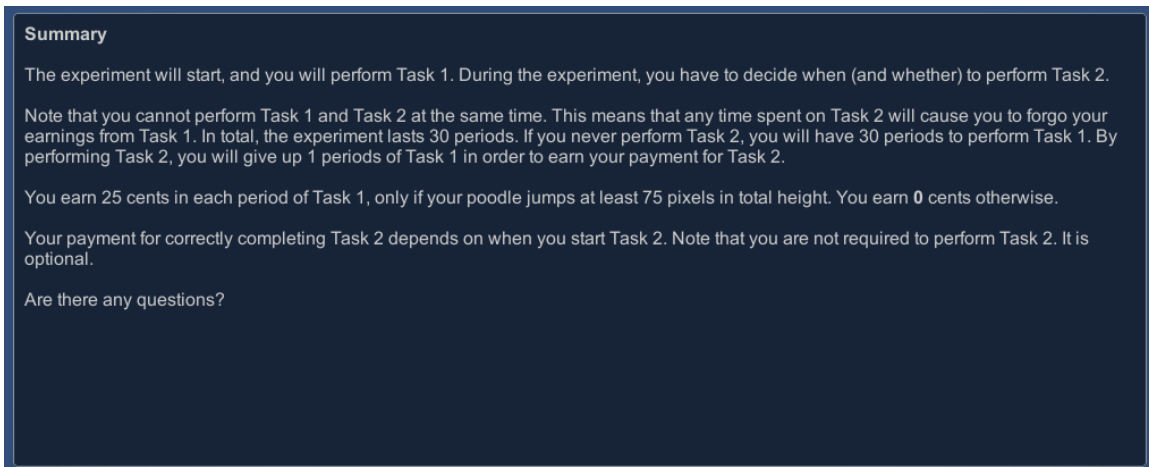 Summary
The experiment will start, and you will perform Task 1. During the experiment, you have to decide when (and whether) to perform Task 2.
Note that you cannot perform Task 1 and Task 2 at the same time. This means that any time spent on Task 2 will cause you to forgo your
earnings from Task 1. In total, the experiment lasts 30 periods. If you never perform Task 2, you will have 30 periods to perform Task 1. By
performing Task 2, you will give up 1 periods of Task 1 in order to earn your payment for Task 2.
You earn 25 cents in each period of Task 1, only if your poodle jumps at least 75 pixels in total height. You earn 0 cents otherwise.
Your payment for correctly completing Task 2 depends on when you start Task 2. Note that you are not required to perform Task 2. It is
optional.
Are there any questions?